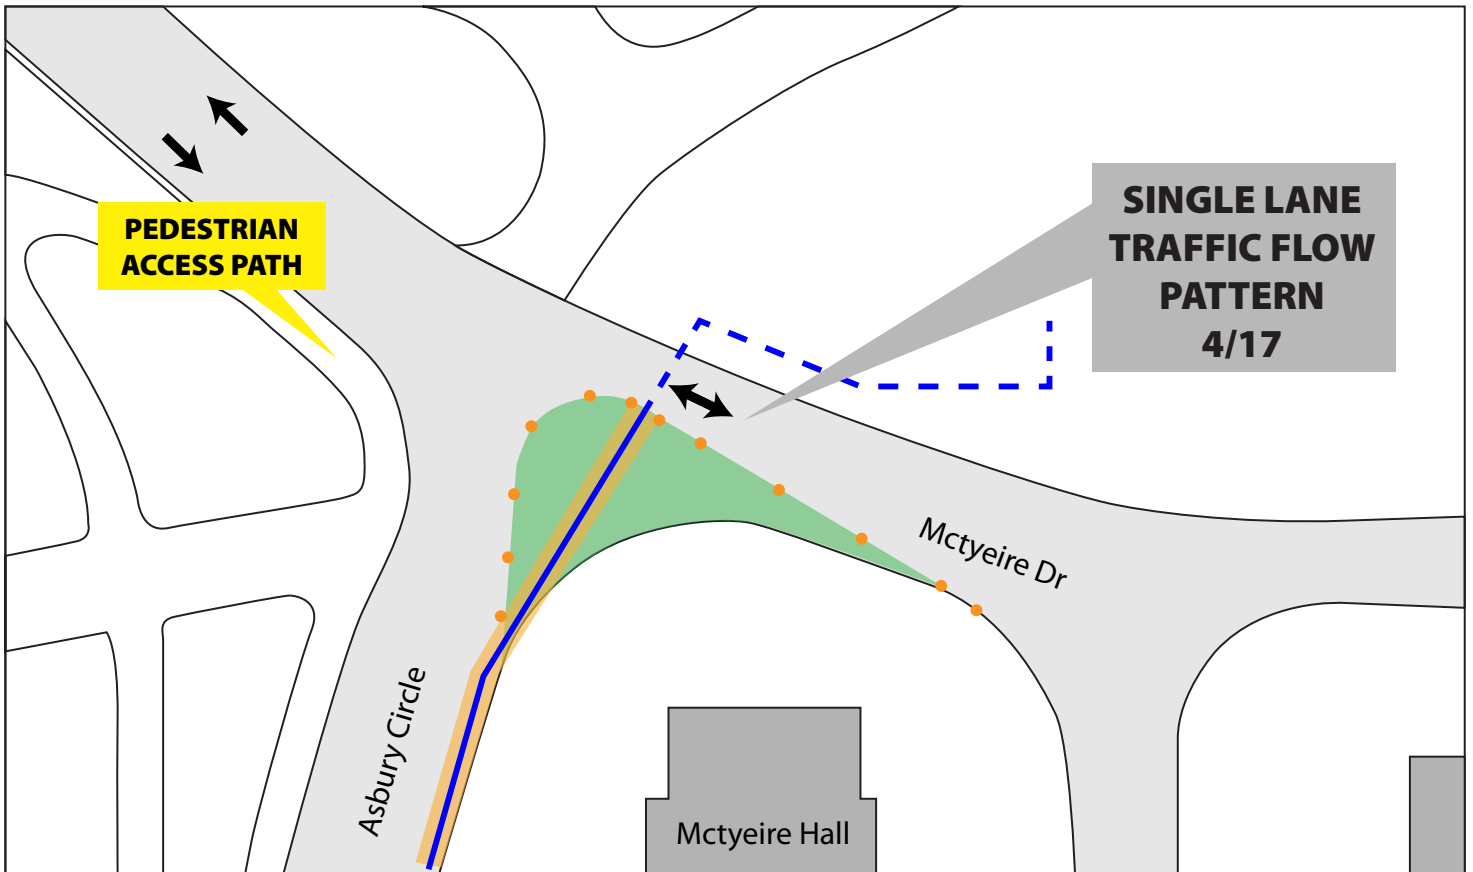 PEDESTRIAN
ACCESS PATH
SINGLE LANE
TRAFFIC FLOW
PATTERN
4/17
Mctyeire Dr
Asbury Circle
Mctyeire Hall